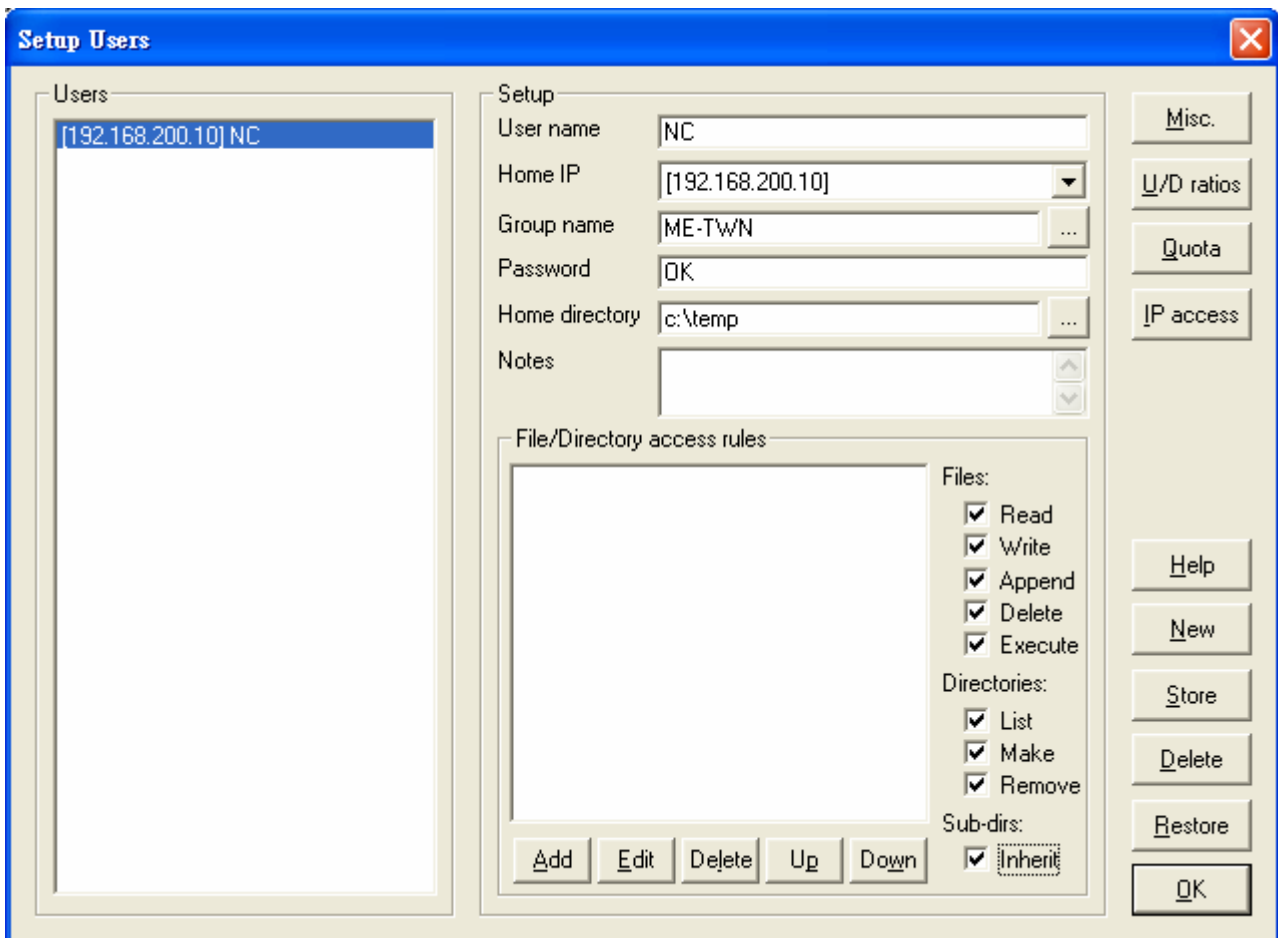 Setup Users
Users
[192.168.200.10] NC
Setup
User name
NC
Home IP
[192.168.200.10]
Group name
ME-TWN
...
Password
OK
Home directory
c:\temp
...
Notes
File/Directory access rules
Files:
Read
Write
Append
Delete
Execute
Directories:
List
Make
Remove
Sub-dirs:
Inherit
Add
Edit
Delete
Up
Down
Misc.
U/D ratios
Quota
IP access
Help
New
Store
Delete
Restore
OK